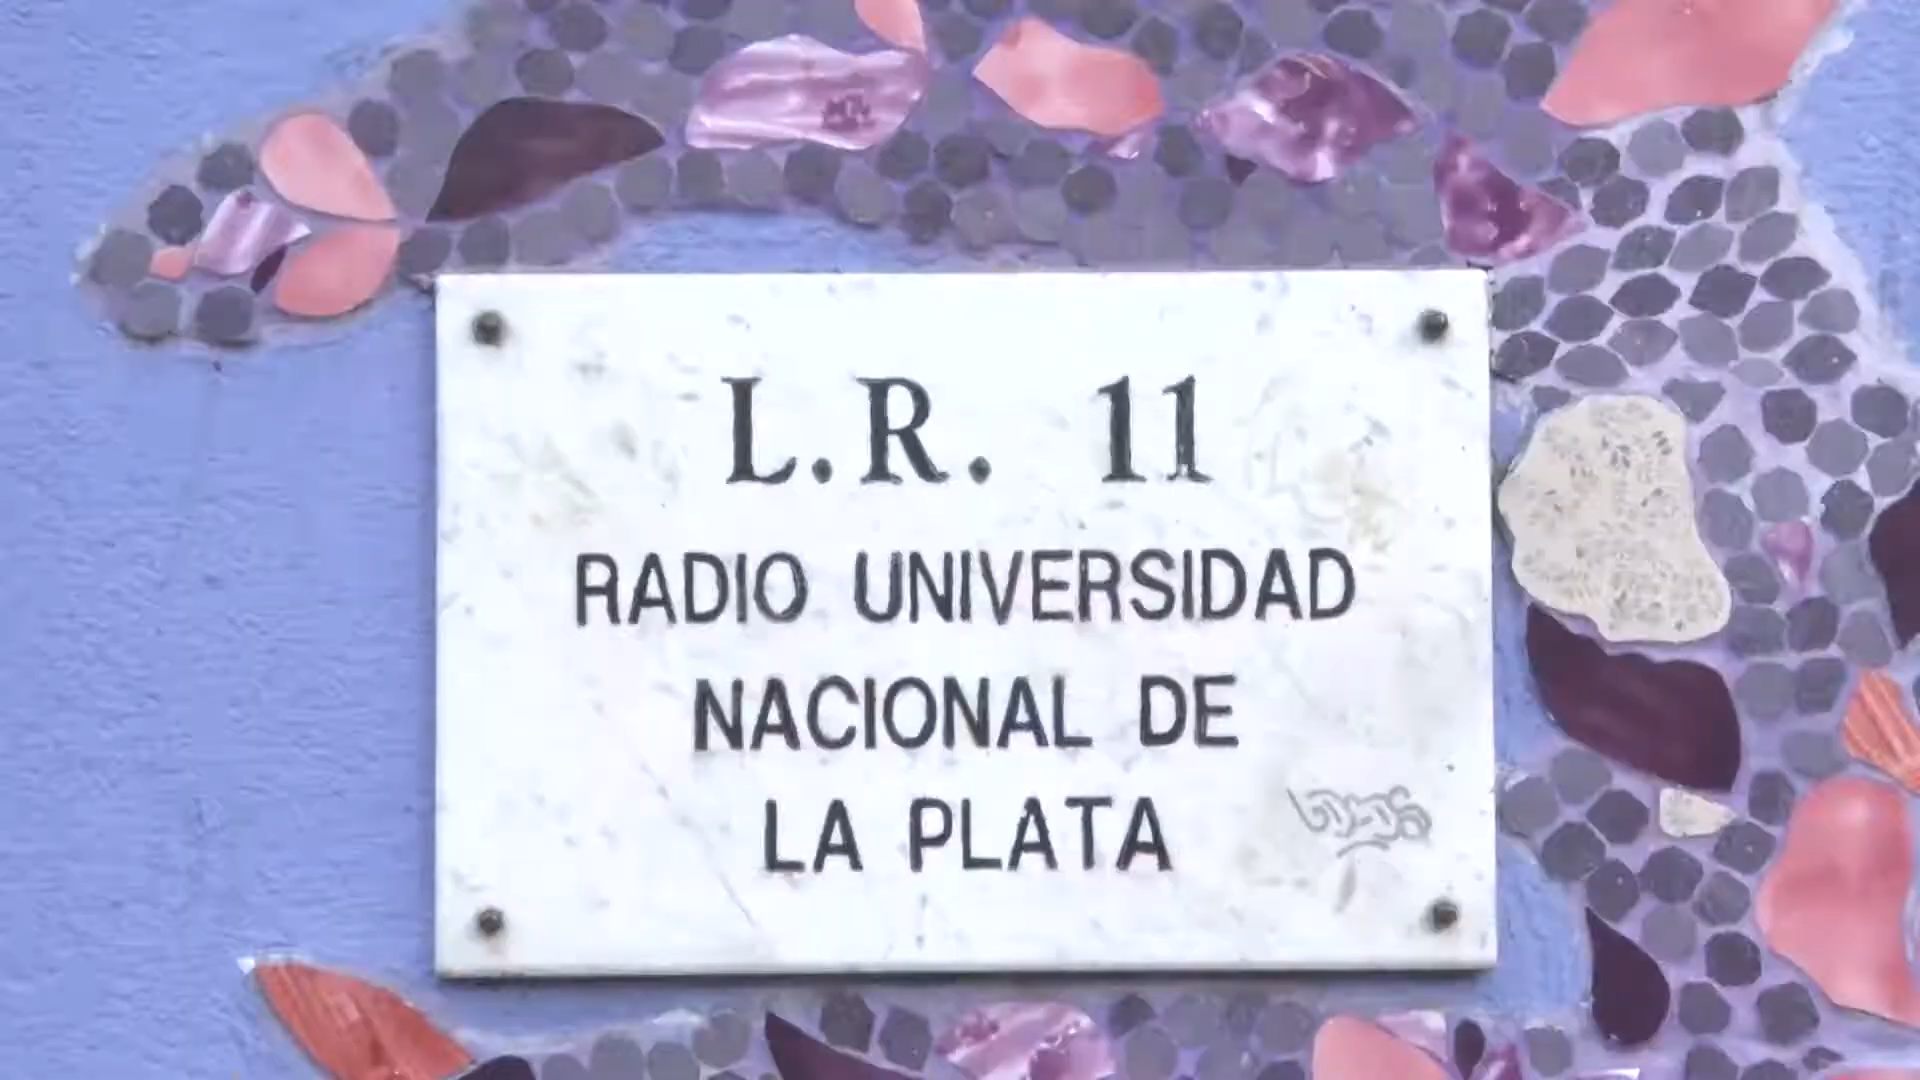 L.R. 11
RADIO UNIVERSIDAD
NACIONAL DE
LA PLATA